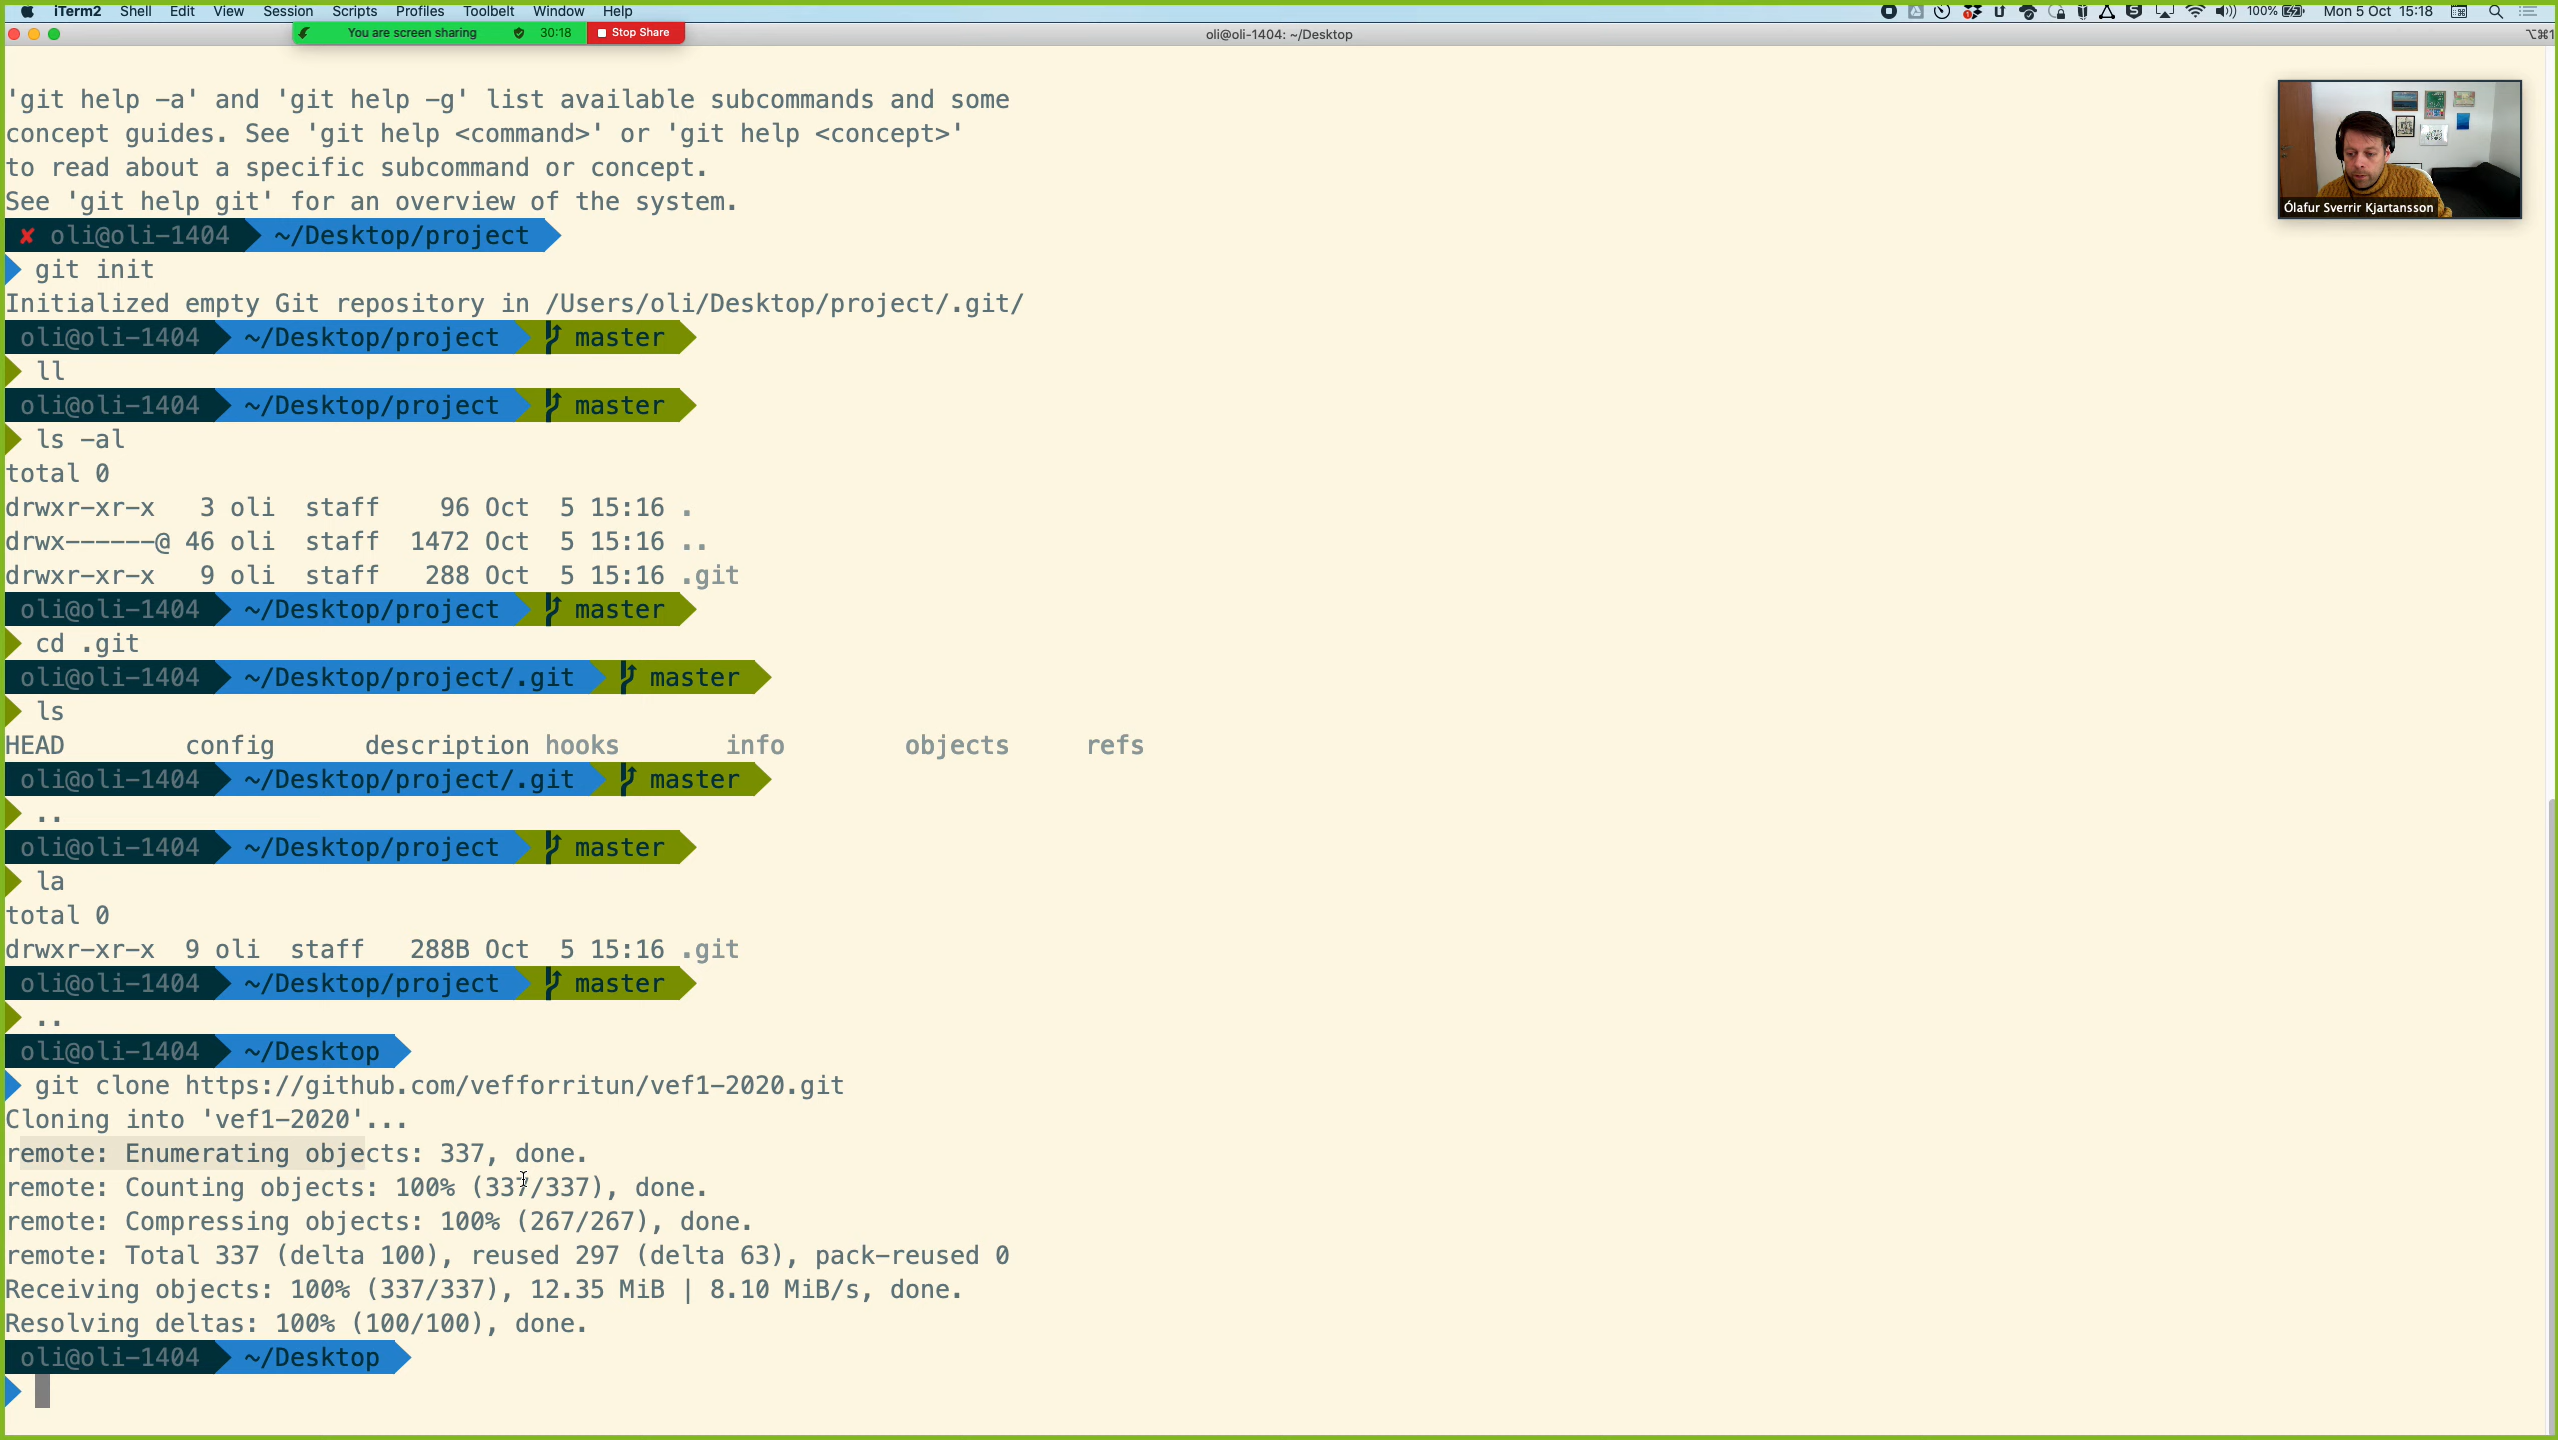 iTerm2 Shell Edit View Session Scripts Profiles Toolbelt Window Help 100% Mon 5 Oct 15:18
You are screen sharing 30:18 Stop Share
oli@oli-1404: ~/Desktop ⌥⌘1
'git help -a' and 'git help -g' list available subcommands and some
concept guides. See 'git help <command>' or 'git help <concept>'
to read about a specific subcommand or concept.
See 'git help git' for an overview of the system.
✘ oli@oli-1404 ~/Desktop/project
git init
Initialized empty Git repository in /Users/oli/Desktop/project/.git/
oli@oli-1404 ~/Desktop/project master
ll
oli@oli-1404 ~/Desktop/project master
ls -al
total 0
drwxr-xr-x 3 oli staff 96 Oct 5 15:16 .
drwx------@ 46 oli staff 1472 Oct 5 15:16 ..
drwxr-xr-x 9 oli staff 288 Oct 5 15:16 .git
oli@oli-1404 ~/Desktop/project master
cd .git
oli@oli-1404 ~/Desktop/project/.git master
ls
HEAD config description hooks info objects refs
oli@oli-1404 ~/Desktop/project/.git master
..
oli@oli-1404 ~/Desktop/project master
la
total 0
drwxr-xr-x 9 oli staff 288B Oct 5 15:16 .git
oli@oli-1404 ~/Desktop/project master
..
oli@oli-1404 ~/Desktop
git clone https://github.com/vefforritun/vef1-2020.git
Cloning into 'vef1-2020'...
remote: Enumerating objects: 337, done.
remote: Counting objects: 100% (337/337), done.
remote: Compressing objects: 100% (267/267), done.
remote: Total 337 (delta 100), reused 297 (delta 63), pack-reused 0
Receiving objects: 100% (337/337), 12.35 MiB | 8.10 MiB/s, done.
Resolving deltas: 100% (100/100), done.
oli@oli-1404 ~/Desktop
Ólafur Sverrir Kjartansson